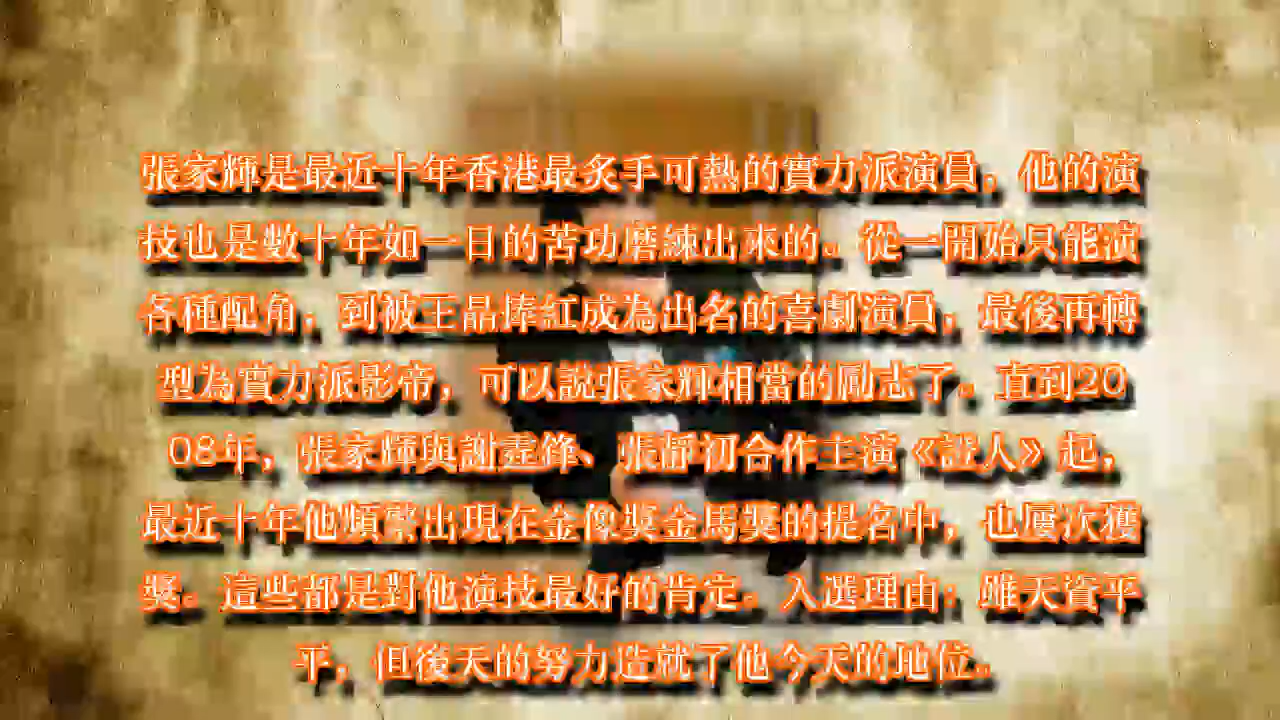 張家輝是最近十年香港最炙手可熱的實力派演員，他的演
技也是數十年如一日的苦功磨練出來的。從一開始只能演
各種配角，到被王晶捧紅成為出名的喜劇演員，最後再轉
型為實力派影帝，可以說張家輝相當的勵志了。直到20
08年，張家輝與謝霆鋒、張靜初合作主演《證人》起，
最近十年他頻繁出現在金像獎金馬獎的提名中，也屢次獲
獎。這些都是對他演技最好的肯定。入選理由：雖天資平
平，但後天的努力造就了他今天的地位。